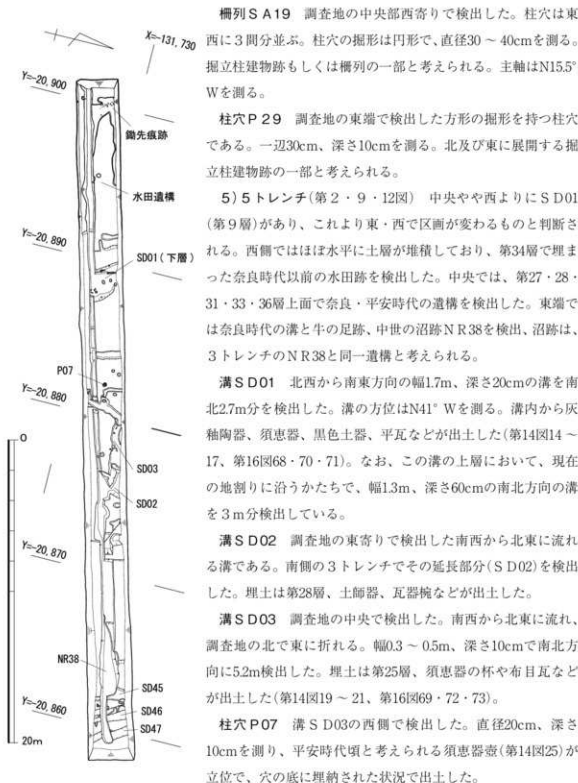 X=-131,730
Y=-20,900
鋤先痕跡
水田遺構
Y=-20,890
SD01(下層)
P07
Y=-20,880
0
SD03
SD02
Y=-20,870
NR38
SD45
Y=-20,860
SD46
SD47
20m
柵列ＳＡ19　調査地の中央部西寄りで検出した。柱穴は東
西に３間分並ぶ。柱穴の掘形は円形で、直径30～40cmを測る。
掘立柱建物跡もしくは柵列の一部と考えられる。主軸はN15.5°
Wを測る。
柱穴Ｐ29　調査地の東端で検出した方形の掘形を持つ柱穴
である。一辺30cm、深さ10cmを測る。北及び東に展開する掘
立柱建物跡の一部と考えられる。
５)５トレンチ(第２・９・12図)　中央やや西よりにＳＤ01
(第９層)があり、これより東・西で区画が変わるものと判断さ
れる。西側ではほぼ水平に土層が堆積しており、第34層で埋ま
った奈良時代以前の水田跡を検出した。中央では、第27・28・
31・33・36層上面で奈良・平安時代の遺構を検出した。東端で
は奈良時代の溝と牛の足跡、中世の沼跡ＮＲ38を検出、沼跡は、
３トレンチのＮＲ38と同一遺構と考えられる。
溝ＳＤ01　北西から南東方向の幅1.7m、深さ20cmの溝を南
北2.7m分を検出した。溝の方位はN41° Wを測る。溝内から灰
釉陶器、須恵器、黒色土器、平瓦などが出土した(第14図14～
17、第16図68・70・71)。なお、この溝の上層において、現在
の地割りに沿うかたちで、幅1.3m、深さ60cmの南北方向の溝
を３m分検出している。
溝ＳＤ02　調査地の東寄りで検出した南西から北東に流れ
る溝である。南側の３トレンチでその延長部分(ＳＤ02)を検出
した。埋土は第28層、土師器、瓦器椀などが出土した。
溝ＳＤ03　調査地の中央で検出した。南西から北東に流れ、
調査地の北で東に折れる。幅0.3～0.5m、深さ10cmで南北方
向に5.2m検出した。埋土は第25層、須恵器の杯や布目瓦など
が出土した(第14図19～21、第16図69・72・73)。
柱穴Ｐ07　溝ＳＤ03の西側で検出した。直径20cm、深さ
10cmを測り、平安時代頃と考えられる須恵器壺(第14図25)が
立位で、穴の底に埋納された状況で出土した。